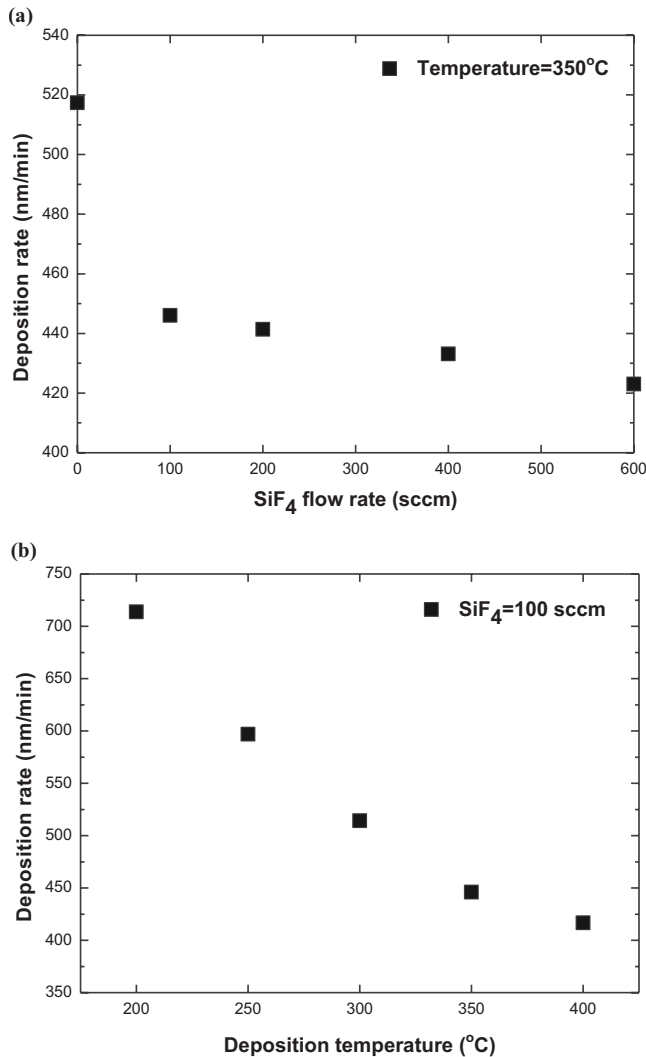 (a)
540
Temperature=350°C
520
500
480
460
440
420
400
Deposition rate (nm/min)
0 100 200 300 400 500 600
SiF4 flow rate (sccm)
(b)
750
SiF4=100 sccm
700
650
600
550
500
450
400
350
Deposition rate (nm/min)
200 250 300 350 400
Deposition temperature (°C)